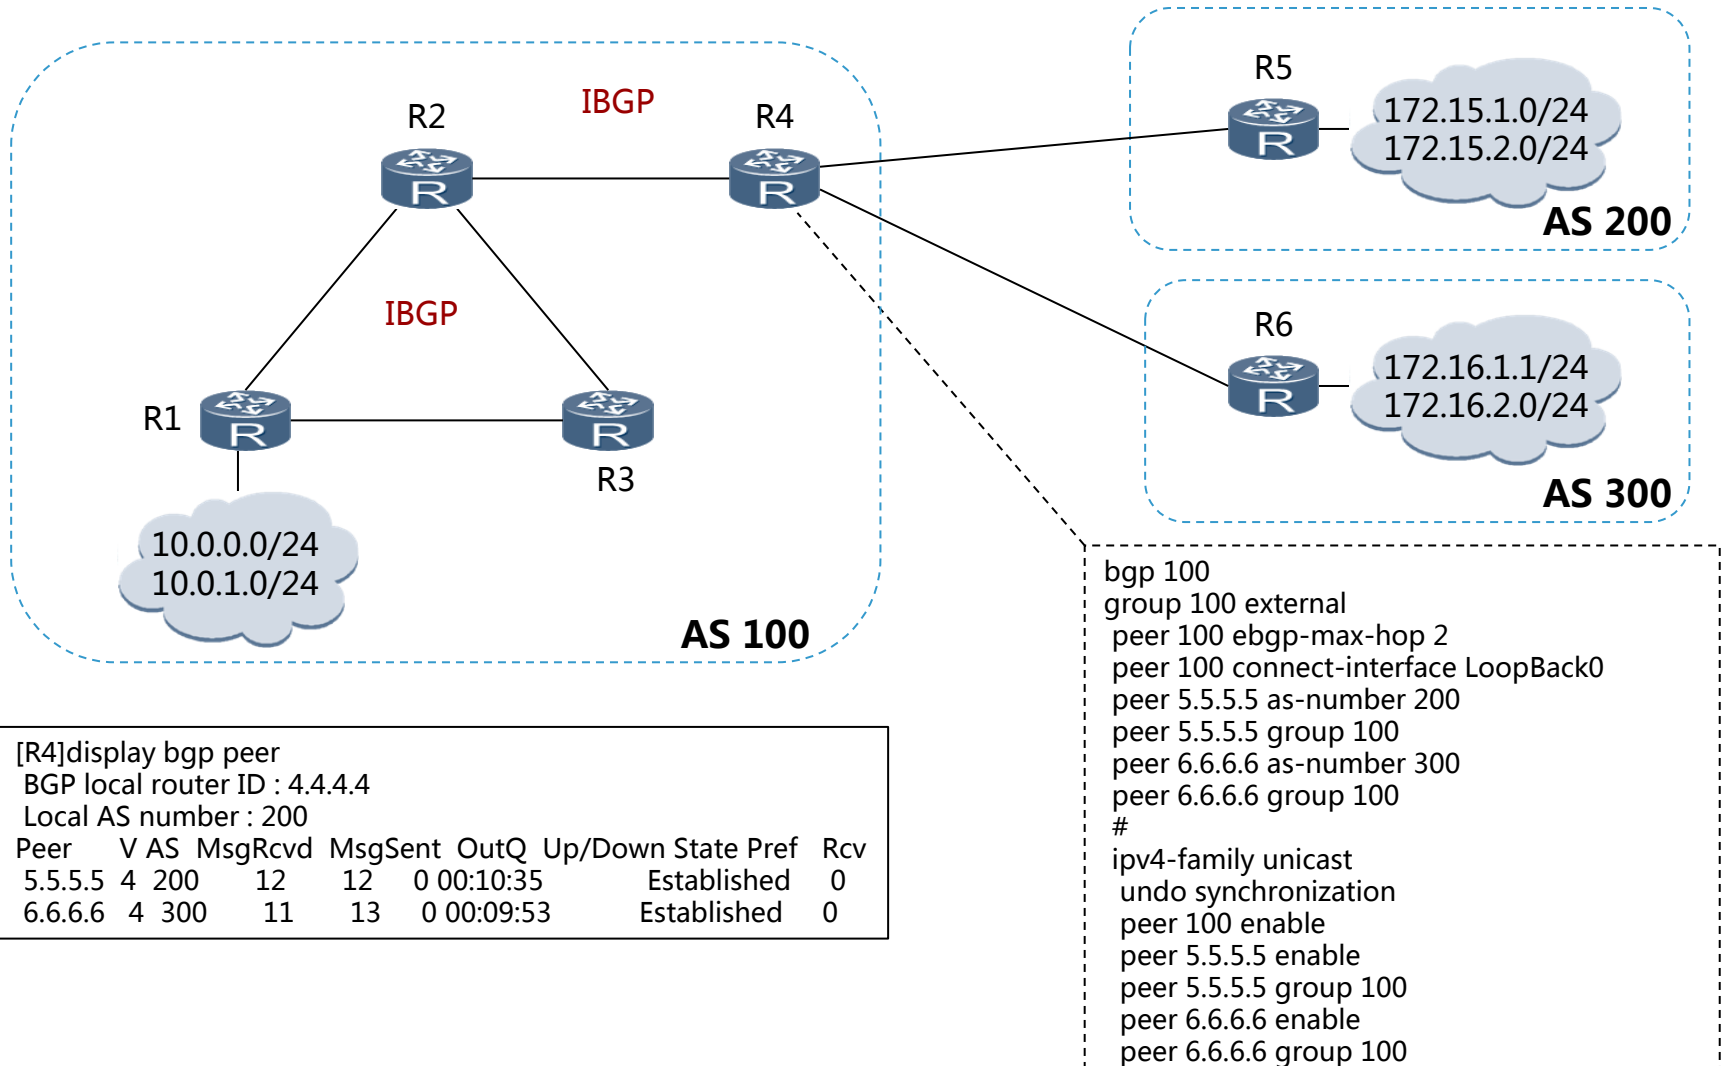 IBGP
R2
R4
IBGP
R1
R3
10.0.0.0/24
10.0.1.0/24
AS 100
R5
172.15.1.0/24
172.15.2.0/24
AS 200
R6
172.16.1.1/24
172.16.2.0/24
AS 300
R
R
R
R
R
R
[R4]display bgp peer
BGP local router ID : 4.4.4.4
Local AS number : 200
Peer V AS MsgRcvd MsgSent OutQ Up/Down State Pref Rcv
5.5.5.5 4 200 12 12 0 00:10:35 Established 0
6.6.6.6 4 300 11 13 0 00:09:53 Established 0
bgp 100
group 100 external
peer 100 ebgp-max-hop 2
peer 100 connect-interface LoopBack0
peer 5.5.5.5 as-number 200
peer 5.5.5.5 group 100
peer 6.6.6.6 as-number 300
peer 6.6.6.6 group 100
#
ipv4-family unicast
undo synchronization
peer 100 enable
peer 5.5.5.5 enable
peer 5.5.5.5 group 100
peer 6.6.6.6 enable
peer 6.6.6.6 group 100